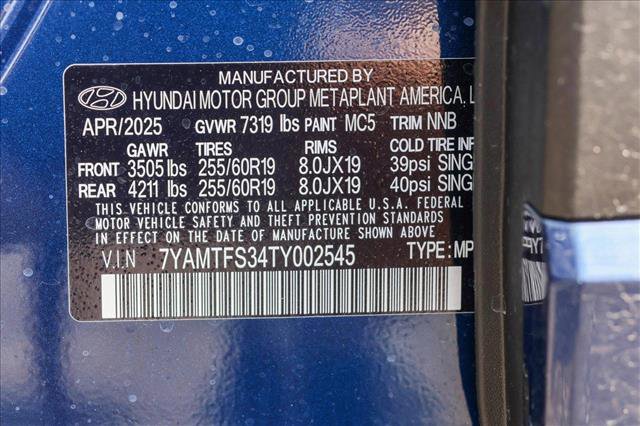 MANUFACTURED BY
HYUNDAI MOTOR GROUP METAPLANT AMERICA, L
APR/2025 GVWR 7319 lbs PAINT MC5 TRIM NNB
GAWR TIRES RIMS COLD TIRE INF
FRONT 3505 lbs 255/60R19 8.0JX19 39psi SING
REAR 4211 lbs 255/60R19 8.0JX19 40psi SING
THIS VEHICLE CONFORMS TO ALL APPLICABLE U.S.A. FEDERAL
MOTOR VEHICLE SAFETY AND THEFT PREVENTION STANDARDS
IN EFFECT ON THE DATE OF MANUFACTURE SHOWN ABOVE
V.I.N 7YAMTFS34TY002545 TYPE:MP